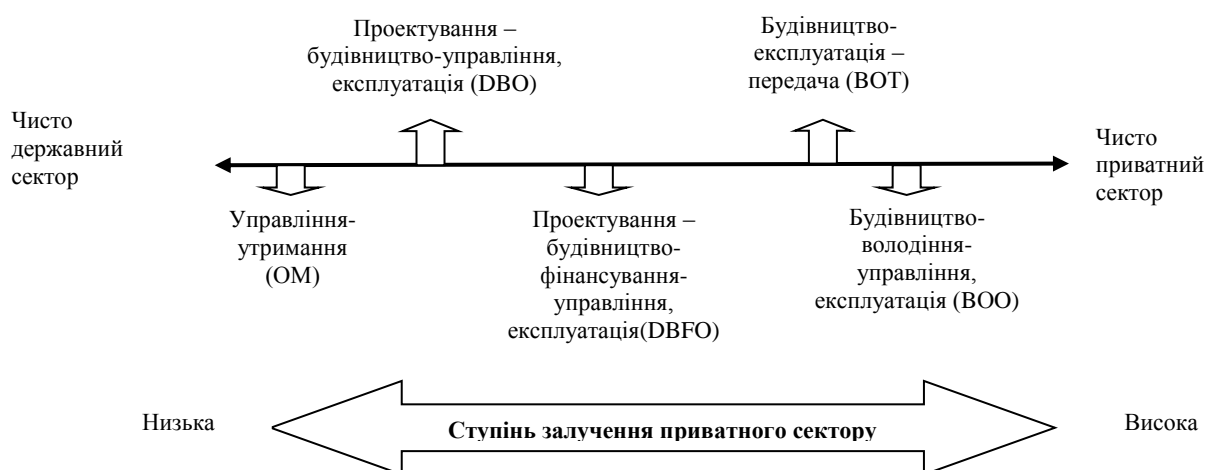 Проектування –
будівництво-управління,
експлуатація (DBO)
Будівництво-
експлуатація –
передача (BOT)
Чисто
державний
сектор
Чисто
приватний
сектор
Управління-
утримання
(OM)
Проектування –
будівництво-
фінансування-
управління,
експлуатація(DBFO)
Будівництво-
володіння-
управління,
експлуатація (BOO)
Низька
Ступінь залучення приватного сектору
Висока